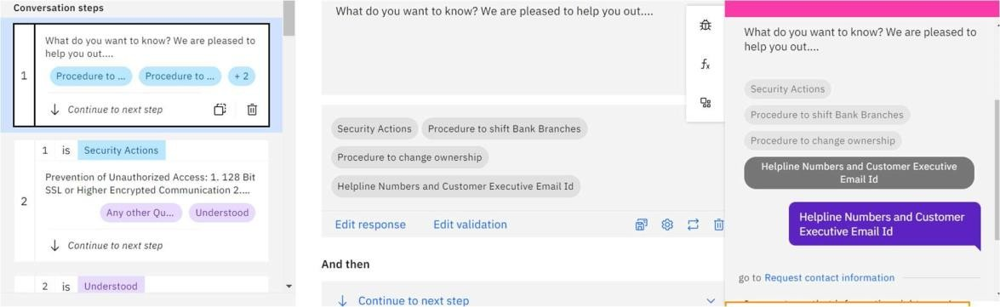 Conversation steps
1
What do you want to know? We are pleased to
help you out....
Procedure to ...
Procedure to ...
+ 2
Continue to next step
1 is Security Actions
2
Prevention of Unauthorized Access: 1. 128 Bit
SSL or Higher Encrypted Communication 2....
Any other Qu...
Understood
Continue to next step
2 is Understood
What do you want to know? We are pleased to help you out....
fx
Security Actions
Procedure to shift Bank Branches
Procedure to change ownership
Helpline Numbers and Customer Executive Email Id
Edit response
Edit validation
And then
Continue to next step
What do you want to know? We are pleased to
help you out....
Security Actions
Procedure to shift Bank Branches
Procedure to change ownership
Helpline Numbers and Customer Executive
Email Id
Helpline Numbers and Customer
Executive Email Id
go to Request contact information